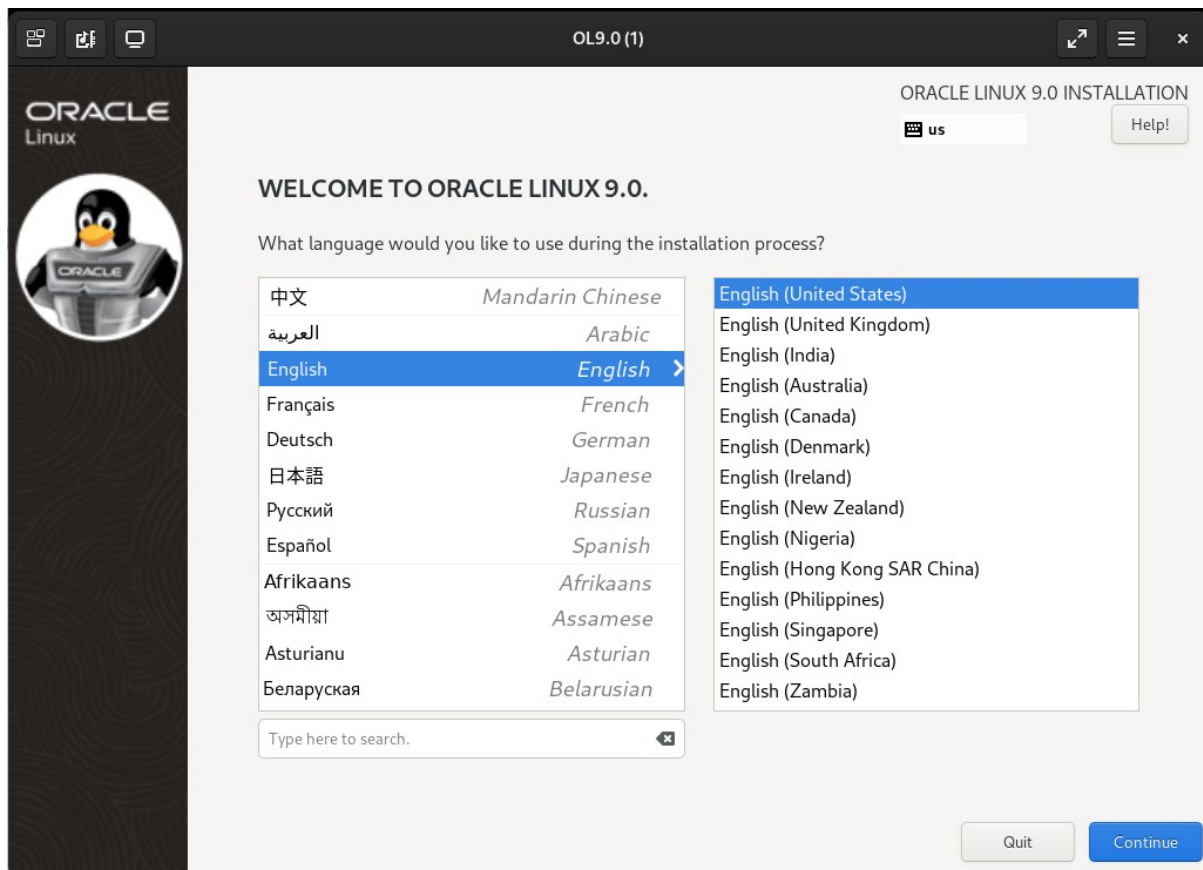 OL9.0 (1)
ORACLE
Linux
ORACLE
ORACLE LINUX 9.0 INSTALLATION
us
Help!
WELCOME TO ORACLE LINUX 9.0.
What language would you like to use during the installation process?
中文 Mandarin Chinese
العربية Arabic
English English
Français French
Deutsch German
日本語 Japanese
Русский Russian
Español Spanish
Afrikaans Afrikaans
অসমীয়া Assamese
Asturianu Asturian
Беларуская Belarusian
Type here to search.
English (United States)
English (United Kingdom)
English (India)
English (Australia)
English (Canada)
English (Denmark)
English (Ireland)
English (New Zealand)
English (Nigeria)
English (Hong Kong SAR China)
English (Philippines)
English (Singapore)
English (South Africa)
English (Zambia)
Quit
Continue